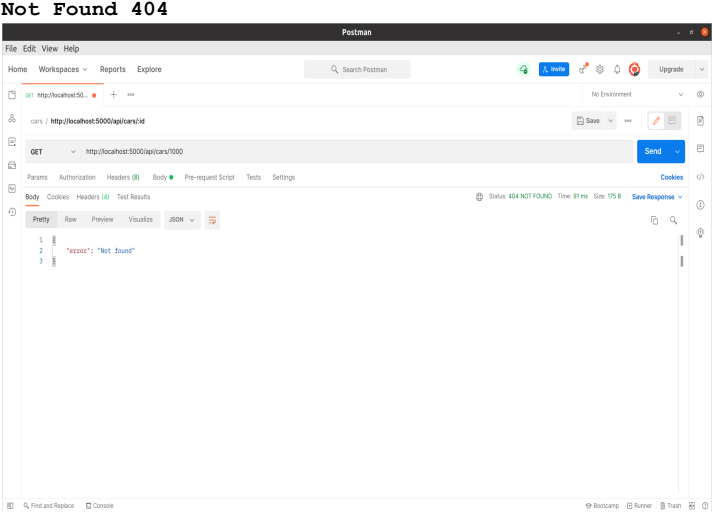 Not Found 404
Postman
File Edit View Help
Home Workspaces Reports Explore Search Postman Invite Upgrade
GET http://localhost:50... No Environment
cars / http://localhost:5000/api/cars/:id Save
GET http://localhost:5000/api/cars/1000 Send
Params Authorization Headers (8) Body Pre-request Script Tests Settings Cookies
Body Cookies Headers (4) Test Results Status: 404 NOT FOUND Time: 91 ms Size: 175 B Save Response
Pretty Raw Preview Visualize JSON
1 {
2 "error": "Not found"
3 }
Find and Replace Console Bootcamp Runner Trash